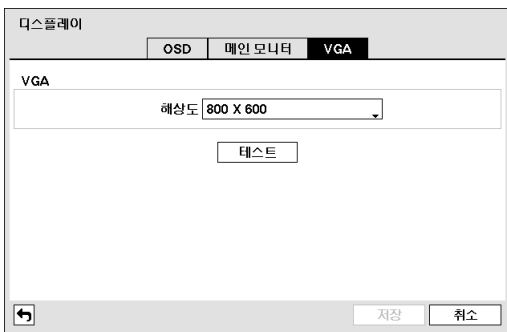 디스플레이
OSD 메인 모니터 VGA
VGA
해상도 800 X 600
테스트
저장 취소